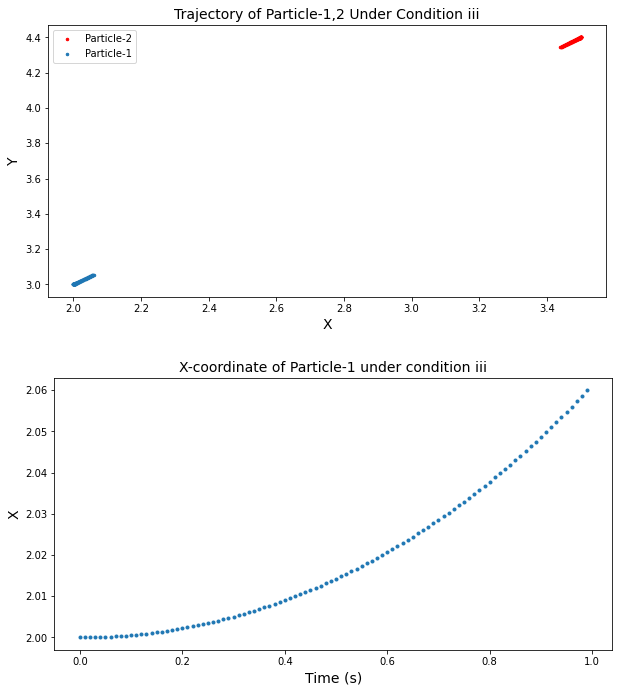 Trajectory of Particle-1,2 Under Condition iii
Particle-2
Particle-1
4.4
4.2
4.0
3.8
3.6
3.4
3.2
3.0
Y
2.0 2.2 2.4 2.6 2.8 3.0 3.2 3.4
X
X-coordinate of Particle-1 under condition iii
2.06
2.05
2.04
2.03
2.02
2.01
2.00
X
0.0 0.2 0.4 0.6 0.8 1.0
Time (s)